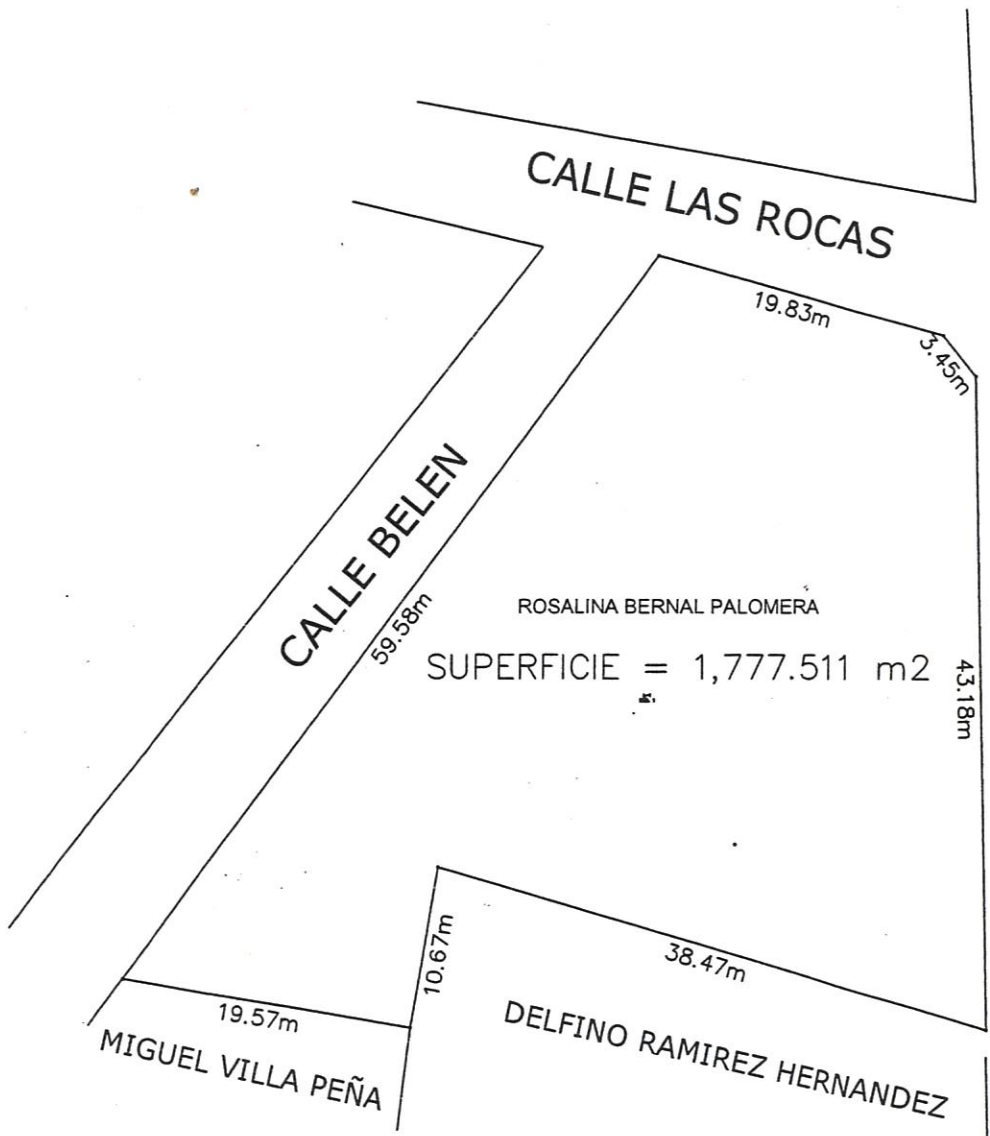 CALLE LAS ROCAS
19.83m
3.45m
CALLE BELEN
59.58m
ROSALINA BERNAL PALOMERA
SUPERFICIE = 1,777.511 m2
43.18m
10.67m
38.47m
19.57m
MIGUEL VILLA PEÑA
DELFINO RAMIREZ HERNANDEZ